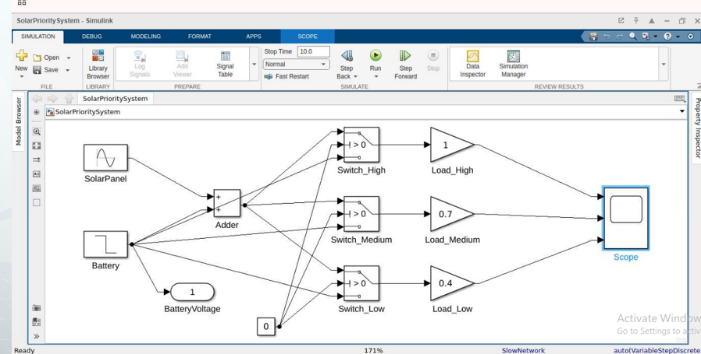 SolarPrioritySystem - Simulink
SIMULATION DEBUG MODELING FORMAT APPS SCOPE
New
Open
Save
FILE
Library Browser
LIBRARY
Log Signals
Add Viewer
Signal Table
PREPARE
Stop Time 10.0
Normal
Fast Restart
Step Back
Run
Step Forward
Stop
SIMULATE
Data Inspector
Simulation Manager
REVIEW RESULTS
Model Browser
SolarPrioritySystem
SolarPrioritySystem
Property Inspector
SolarPanel
Battery
+
+
Adder
1
BatteryVoltage
0
> 0
Switch_High
> 0
Switch_Medium
> 0
Switch_Low
1
Load_High
0.7
Load_Medium
0.4
Load_Low
Scope
Activate Window
Go to Settings to activ
Ready 171% SlowNetwork auto(VariableStepDiscrete